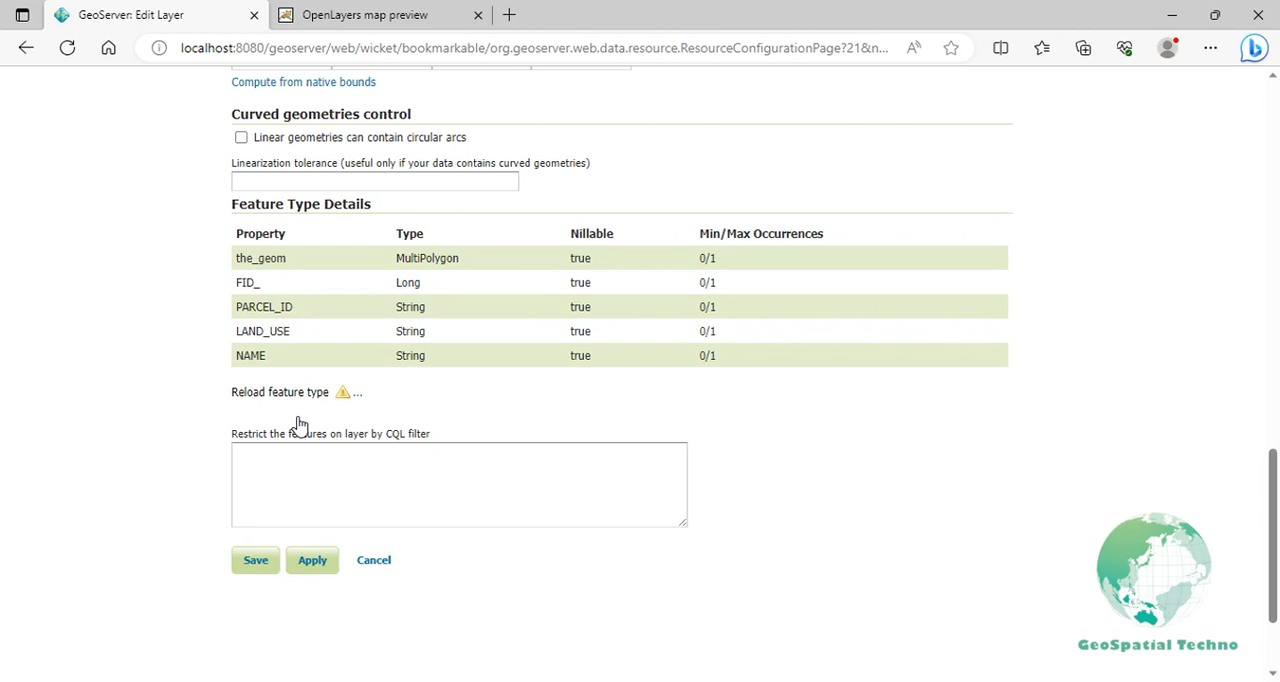 GeoServer: Edit Layer
OpenLayers map preview
localhost:8080/geoserver/web/wicket/bookmarkable/org.geoserver.web.data.resource.ResourceConfigurationPage?21&n...
Compute from native bounds
Curved geometries control
Linear geometries can contain circular arcs
Linearization tolerance (useful only if your data contains curved geometries)
Feature Type Details
Property Type Nillable Min/Max Occurrences
the_geom MultiPolygon true 0/1
FID_ Long true 0/1
PARCEL_ID String true 0/1
LAND_USE String true 0/1
NAME String true 0/1
Reload feature type ...
Restrict the features on layer by CQL filter
Save Apply Cancel
GeoSpatial Techno